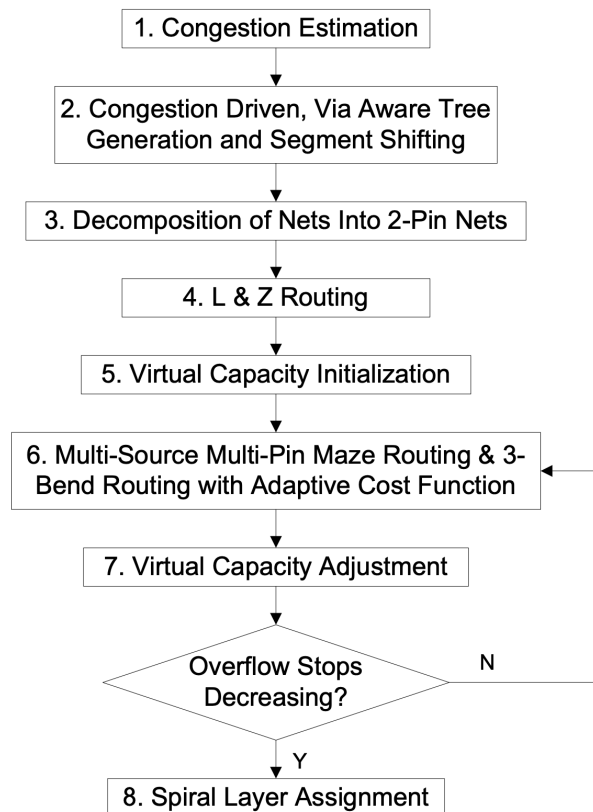 1. Congestion Estimation
2. Congestion Driven, Via Aware Tree
Generation and Segment Shifting
3. Decomposition of Nets Into 2-Pin Nets
4. L & Z Routing
5. Virtual Capacity Initialization
6. Multi-Source Multi-Pin Maze Routing & 3-
Bend Routing with Adaptive Cost Function
7. Virtual Capacity Adjustment
Overflow Stops
Decreasing?
N
Y
8. Spiral Layer Assignment